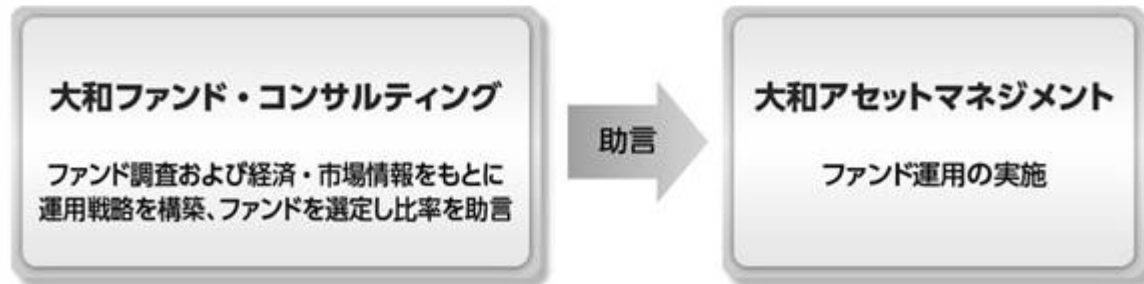 大和ファンド・コンサルティング
ファンド調査および経済・市場情報をもとに
運用戦略を構築、ファンドを選定し比率を助言
助言
大和アセットマネジメント
ファンド運用の実施